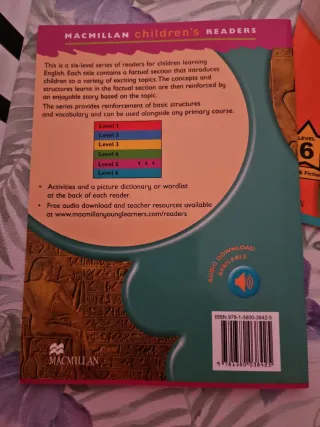 MACMILLAN children's READERS
This is a six-level series of readers for children learning
English. Each title contains a factual section that introduces
children to a variety of exciting topics. The concepts and
structures learnt in the factual section are then reinforced by
an enjoyable story based on the topic.
The series provides reinforcement of basic structures
and vocabulary and can be used alongside any primary course.
Level 1
Level 2
Level 3
Level 4
Level 5
Level 6
• Activities and a picture dictionary or wordlist
at the back of each reader.
• Free audio download and teacher resources available
at www.macmillanyounglearners.com/readers
AUDIO DOWNLOAD
AVAILABLE
MACMILLAN
LEVEL
6